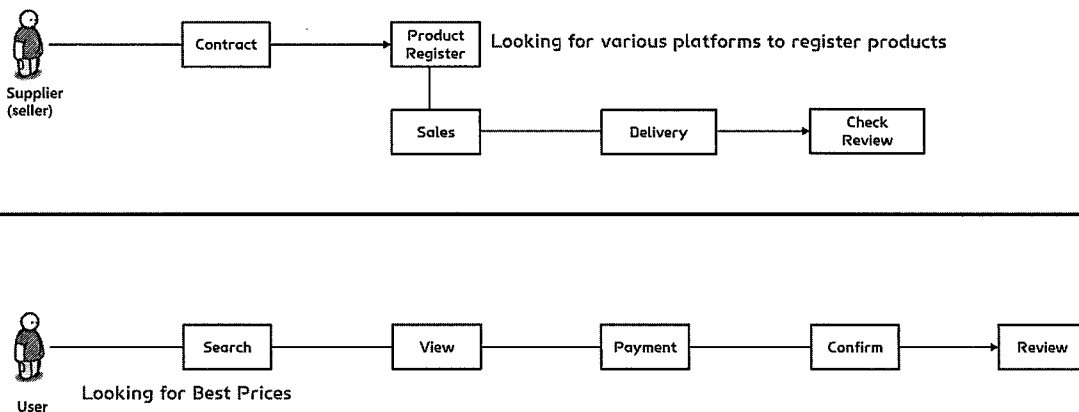 Contract
Product
Register
Looking for various platforms to register products
Supplier
(seller)
Sales
Delivery
Check
Review
Search
View
Payment
Confirm
Review
Looking for Best Prices
User